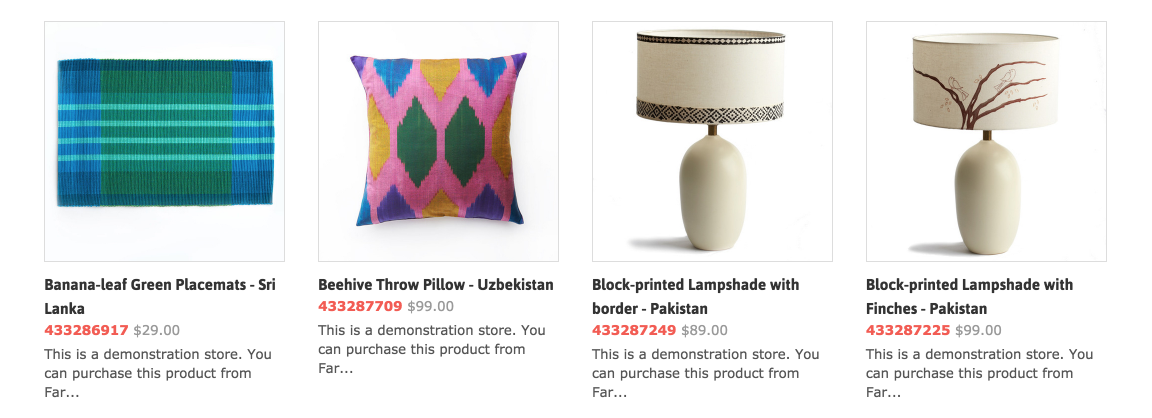 Banana-leaf Green Placemats - Sri
Lanka
433286917 $29.00
This is a demonstration store. You
can purchase this product from
Far...
Beehive Throw Pillow - Uzbekistan
433287709 $99.00
This is a demonstration store. You
can purchase this product from
Far...
Block-printed Lampshade with
border - Pakistan
433287249 $89.00
This is a demonstration store. You
can purchase this product from
Far...
Block-printed Lampshade with
Finches - Pakistan
433287225 $99.00
This is a demonstration store. You
can purchase this product from
Far...